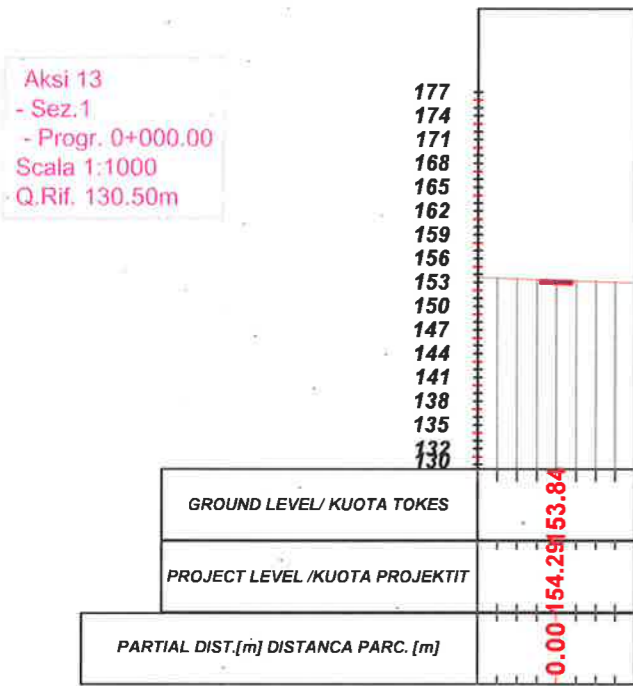 Aksi 13
- Sez.1
- Progr. 0+000.00
Scala 1:1000
Q.Rif. 130.50m
177
174
171
168
165
162
159
156
153
150
147
144
141
138
135
132
130
GROUND LEVEL/ KUOTA TOKES
153.84
PROJECT LEVEL /KUOTA PROJEKTIT
154.29
PARTIAL DIST.[m] DISTANCA PARC. [m]
0.00